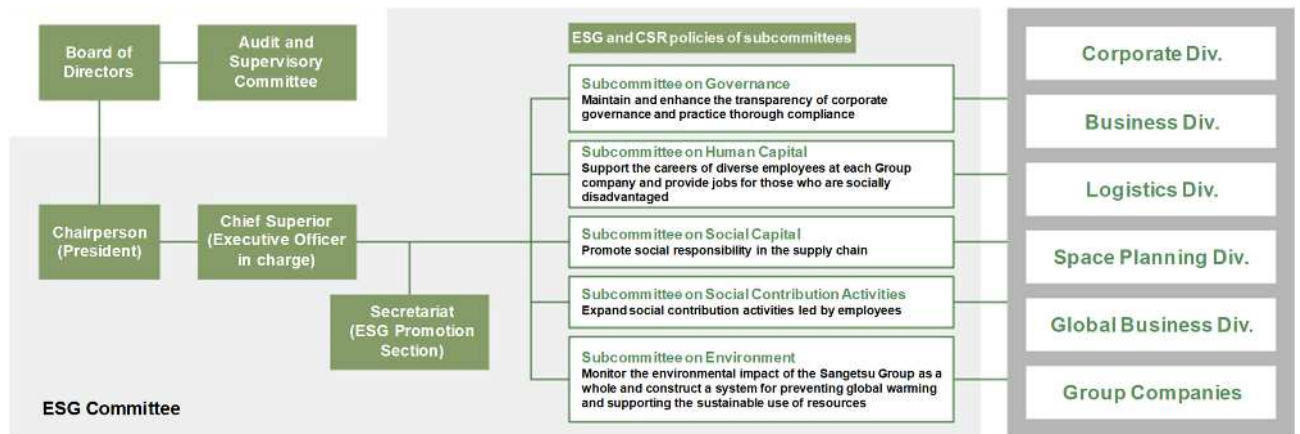 Board of
Directors
Audit and
Supervisory
Committee
Chairperson
(President)
Chief Superior
(Executive Officer
in charge)
Secretariat
(ESG Promotion
Section)
ESG Committee
ESG and CSR policies of subcommittees
Subcommittee on Governance
Maintain and enhance the transparency of corporate
governance and practice thorough compliance
Subcommittee on Human Capital
Support the careers of diverse employees at each Group
company and provide jobs for those who are socially
disadvantaged
Subcommittee on Social Capital
Promote social responsibility in the supply chain
Subcommittee on Social Contribution Activities
Expand social contribution activities led by employees
Subcommittee on Environment
Monitor the environmental impact of the Sangetsu Group as a
whole and construct a system for preventing global warming
and supporting the sustainable use of resources
Corporate Div.
Business Div.
Logistics Div.
Space Planning Div.
Global Business Div.
Group Companies